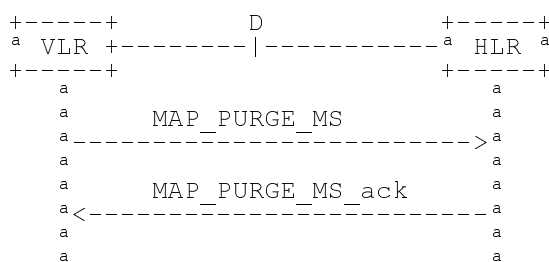 +-----+ D +-----+
a VLR +---------|------------a HLR a
+-----+ +-----+
a a
a MAP_PURGE_MS a
a------------------------->a
a a
a MAP_PURGE_MS_ack a
a<-------------------------a
a a
a a